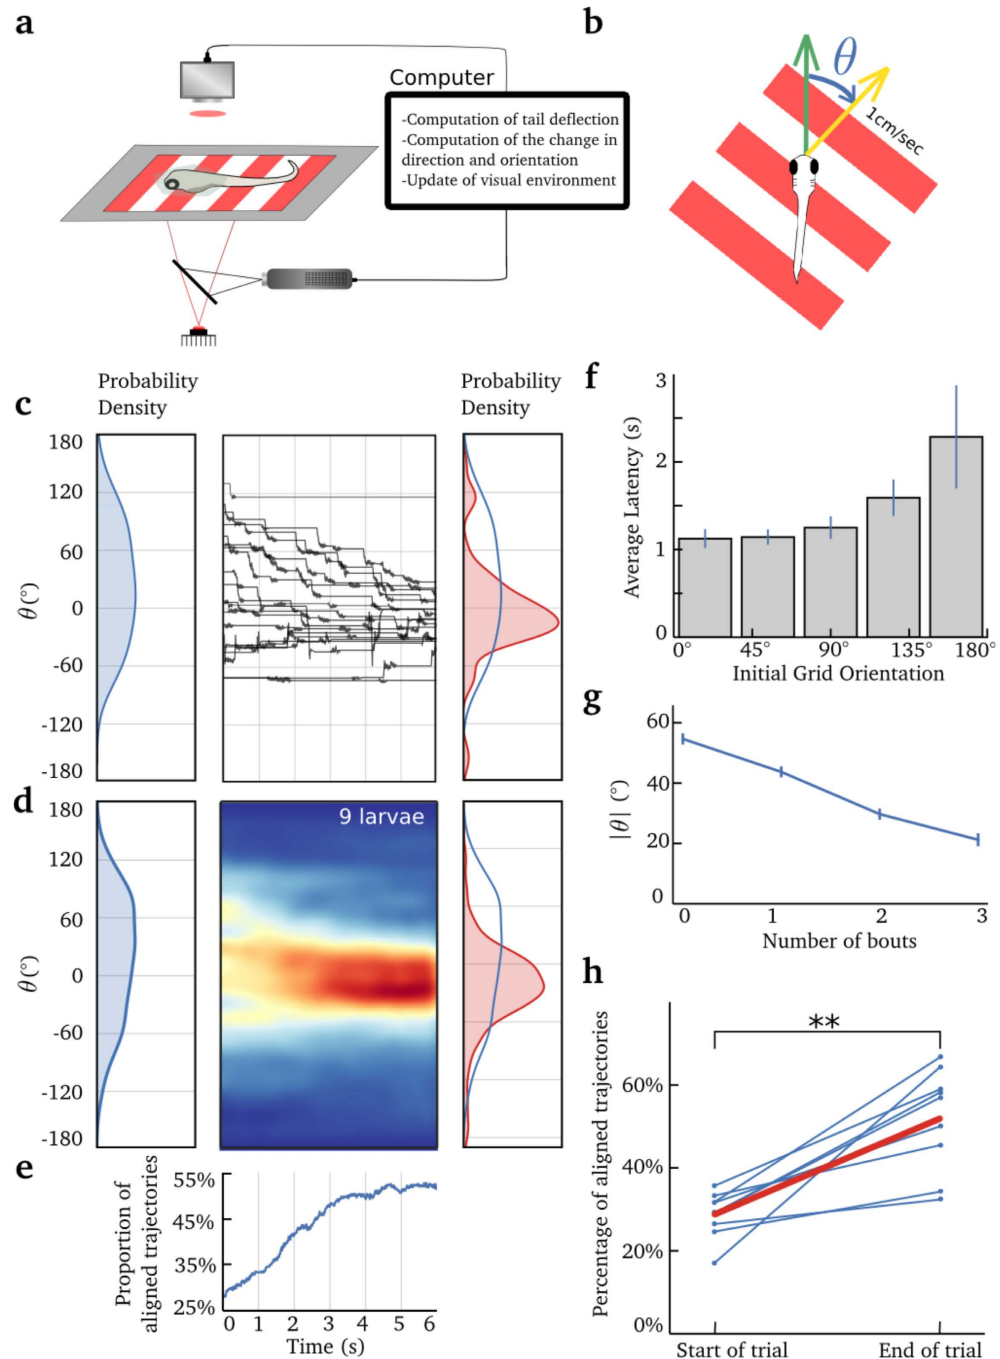 a
Computer
-Computation of tail deflection
-Computation of the change in
direction and orientation
-Update of visual environment
b
θ
1cm/sec
c
Probability
Density
Probability
Density
180
120
60
0
-60
-120
-180
θ(°)
d
9 larvae
180
120
60
0
-60
-120
-180
θ(°)
e
Proportion of
aligned trajectories
55%
45%
35%
25%
0 1 2 3 4 5 6
Time (s)
f
Average Latency (s)
3
2
1
0
0° 45° 90° 135° 180°
Initial Grid Orientation
g
|θ| (°)
60
40
20
0
0 1 2 3
Number of bouts
h
**
Percentage of aligned trajectories
60%
40%
20%
0%
Start of trial End of trial